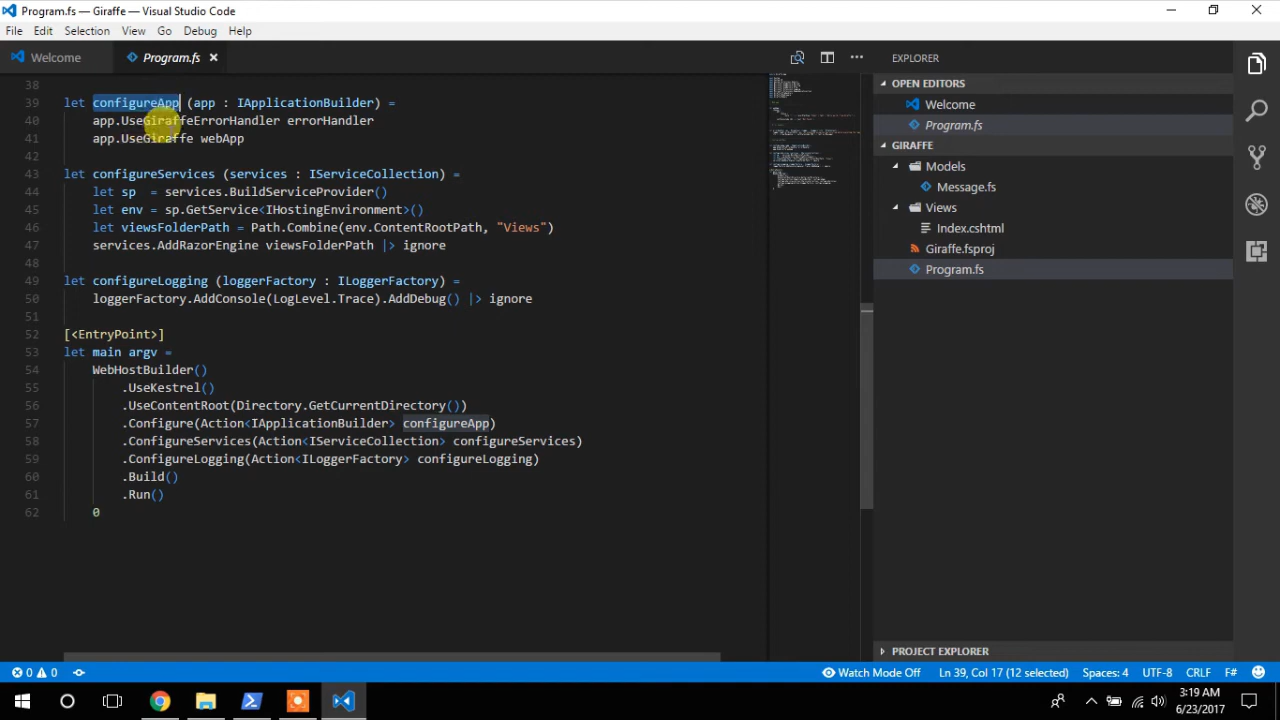 Program.fs — Giraffe — Visual Studio Code
File Edit Selection View Go Debug Help
Welcome Program.fs EXPLORER
38
39 let configureApp (app : IApplicationBuilder) =
40 app.UseGiraffeErrorHandler errorHandler
41 app.UseGiraffe webApp
42
43 let configureServices (services : IServiceCollection) =
44 let sp = services.BuildServiceProvider()
45 let env = sp.GetService<IHostingEnvironment>()
46 let viewsFolderPath = Path.Combine(env.ContentRootPath, "Views")
47 services.AddRazorEngine viewsFolderPath |> ignore
48
49 let configureLogging (loggerFactory : ILoggerFactory) =
50 loggerFactory.AddConsole(LogLevel.Trace).AddDebug() |> ignore
51
52 [<EntryPoint>]
53 let main argv =
54 WebHostBuilder()
55 .UseKestrel()
56 .UseContentRoot(Directory.GetCurrentDirectory())
57 .Configure(Action<IApplicationBuilder> configureApp)
58 .ConfigureServices(Action<IServiceCollection> configureServices)
59 .ConfigureLogging(Action<ILoggerFactory> configureLogging)
60 .Build()
61 .Run()
62 0
OPEN EDITORS
Welcome
Program.fs
GIRAFFE
Models
Message.fs
Views
Index.cshtml
Giraffe.fsproj
Program.fs
PROJECT EXPLORER
0 0 Watch Mode Off Ln 39, Col 17 (12 selected) Spaces: 4 UTF-8 CRLF F#
3:19 AM
6/23/2017